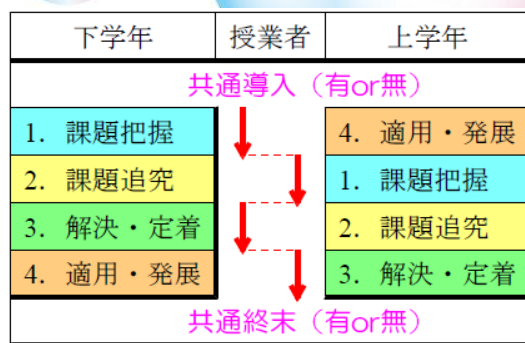 下学年 授業者 上学年
共通導入（有or無）
1. 課題把握 4. 適用・発展
2. 課題追究 1. 課題把握
3. 解決・定着 2. 課題追究
4. 適用・発展 3. 解決・定着
共通終末（有or無）